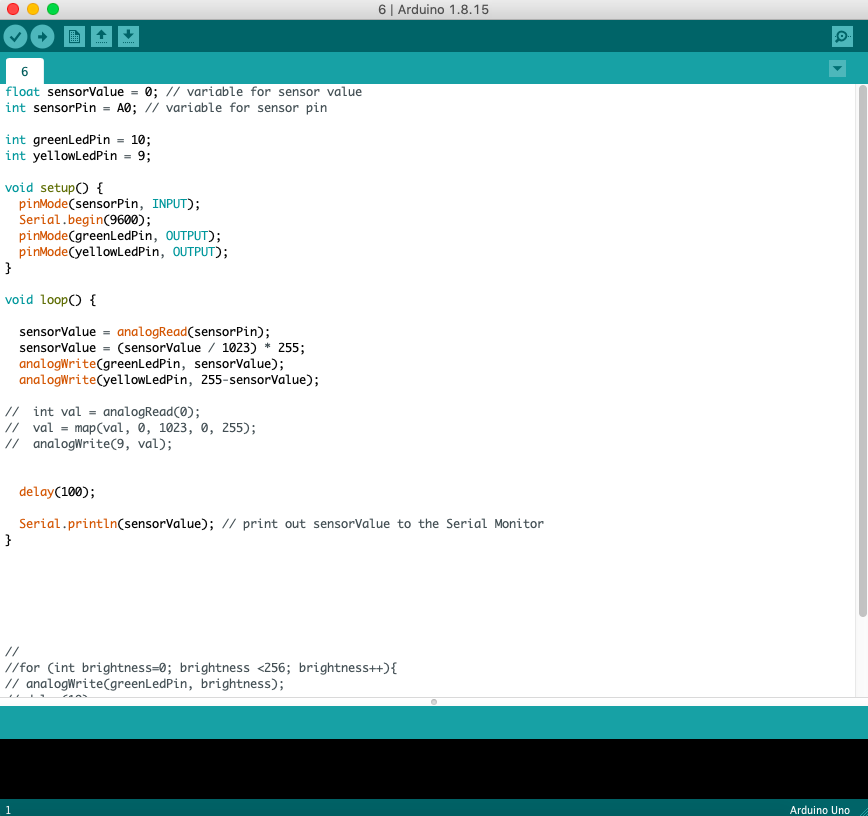 6 | Arduino 1.8.15
6
float sensorValue = 0; // variable for sensor value
int sensorPin = A0; // variable for sensor pin
int greenLedPin = 10;
int yellowLedPin = 9;
void setup() {
pinMode(sensorPin, INPUT);
Serial.begin(9600);
pinMode(greenLedPin, OUTPUT);
pinMode(yellowLedPin, OUTPUT);
}
void loop() {
sensorValue = analogRead(sensorPin);
sensorValue = (sensorValue / 1023) * 255;
analogWrite(greenLedPin, sensorValue);
analogWrite(yellowLedPin, 255-sensorValue);
//  int val = analogRead(0);
//  val = map(val, 0, 1023, 0, 255);
//  analogWrite(9, val);
delay(100);
Serial.println(sensorValue); // print out sensorValue to the Serial Monitor
}
//
//for (int brightness=0; brightness <256; brightness++){
// analogWrite(greenLedPin, brightness);
1
Arduino Uno